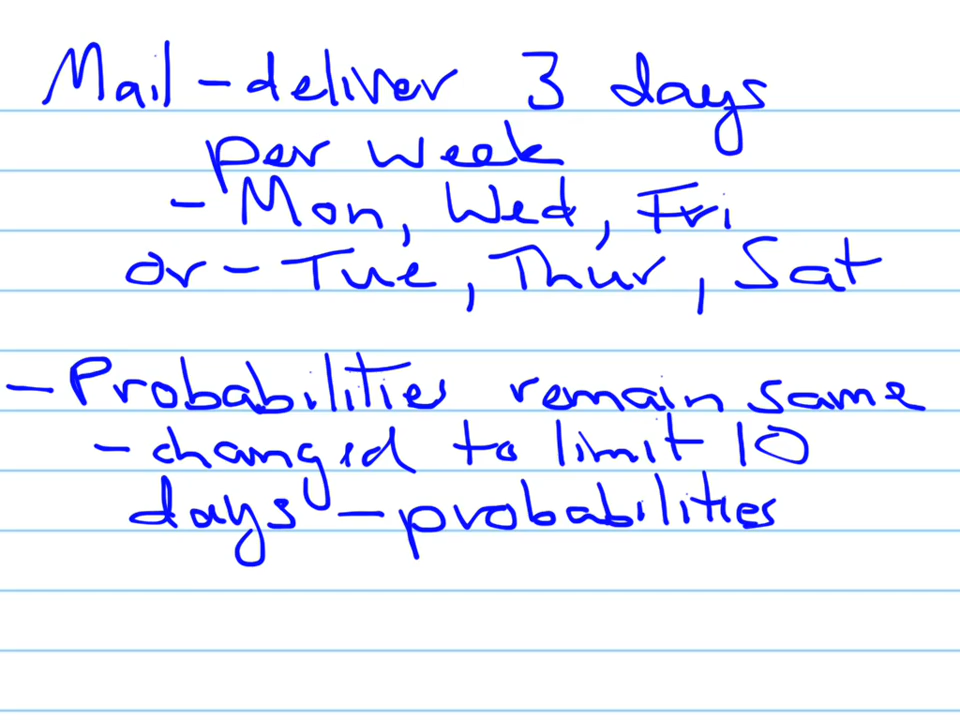 Mail - deliver 3 days
per week
- Mon, Wed, Fri
or - Tue, Thur, Sat
- Probabilities remain same
- changed to limit 10
days - probabilities